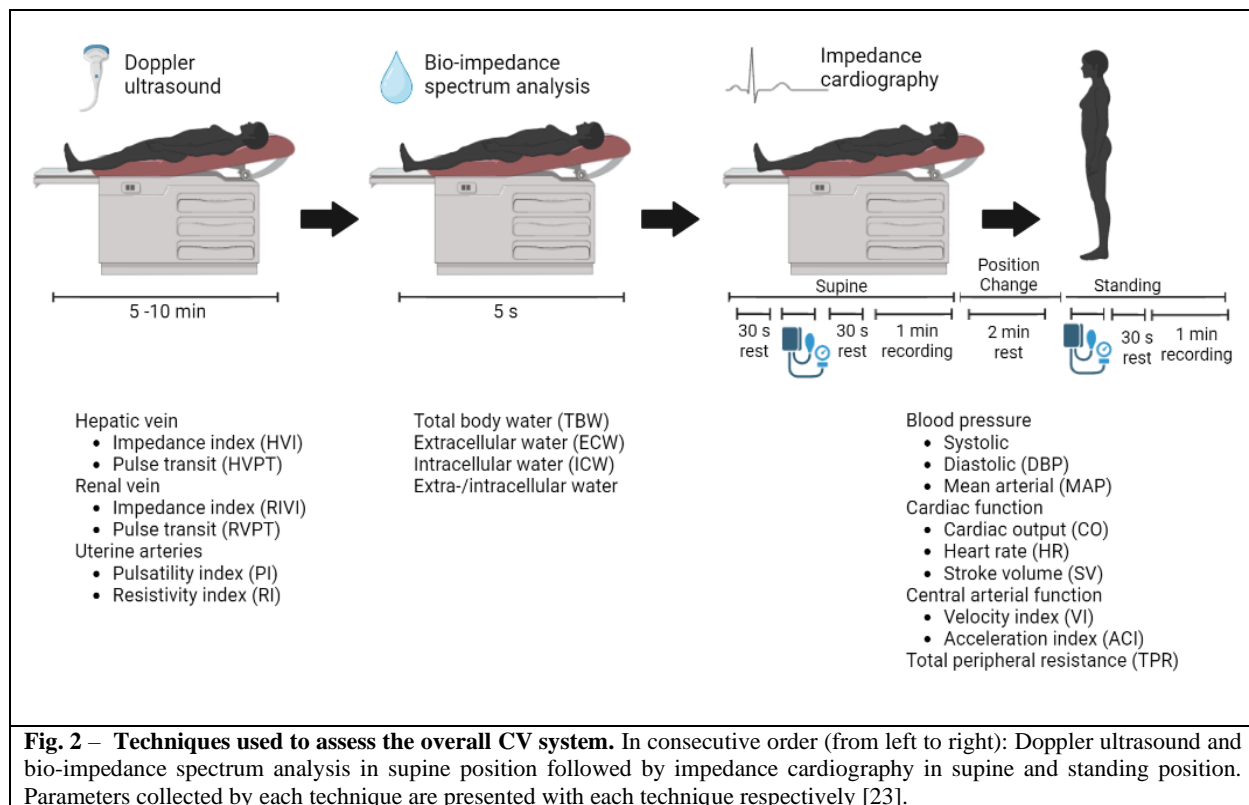 Doppler
ultrasound
Bio-impedance
spectrum analysis
Impedance
cardiography
5 -10 min
5 s
Supine
Position
Change
Standing
30 s
rest
30 s
rest
1 min
recording
2 min
rest
30 s
rest
1 min
recording
Hepatic vein
• Impedance index (HVI)
• Pulse transit (HVPT)
Renal vein
• Impedance index (RIVI)
• Pulse transit (RVPT)
Uterine arteries
• Pulsatility index (PI)
• Resistivity index (RI)
Total body water (TBW)
Extracellular water (ECW)
Intracellular water (ICW)
Extra-/intracellular water
Blood pressure
• Systolic
• Diastolic (DBP)
• Mean arterial (MAP)
Cardiac function
• Cardiac output (CO)
• Heart rate (HR)
• Stroke volume (SV)
Central arterial function
• Velocity index (VI)
• Acceleration index (ACI)
Total peripheral resistance (TPR)
Fig. 2 – Techniques used to assess the overall CV system. In consecutive order (from left to right): Doppler ultrasound and
bio-impedance spectrum analysis in supine position followed by impedance cardiography in supine and standing position.
Parameters collected by each technique are presented with each technique respectively [23].